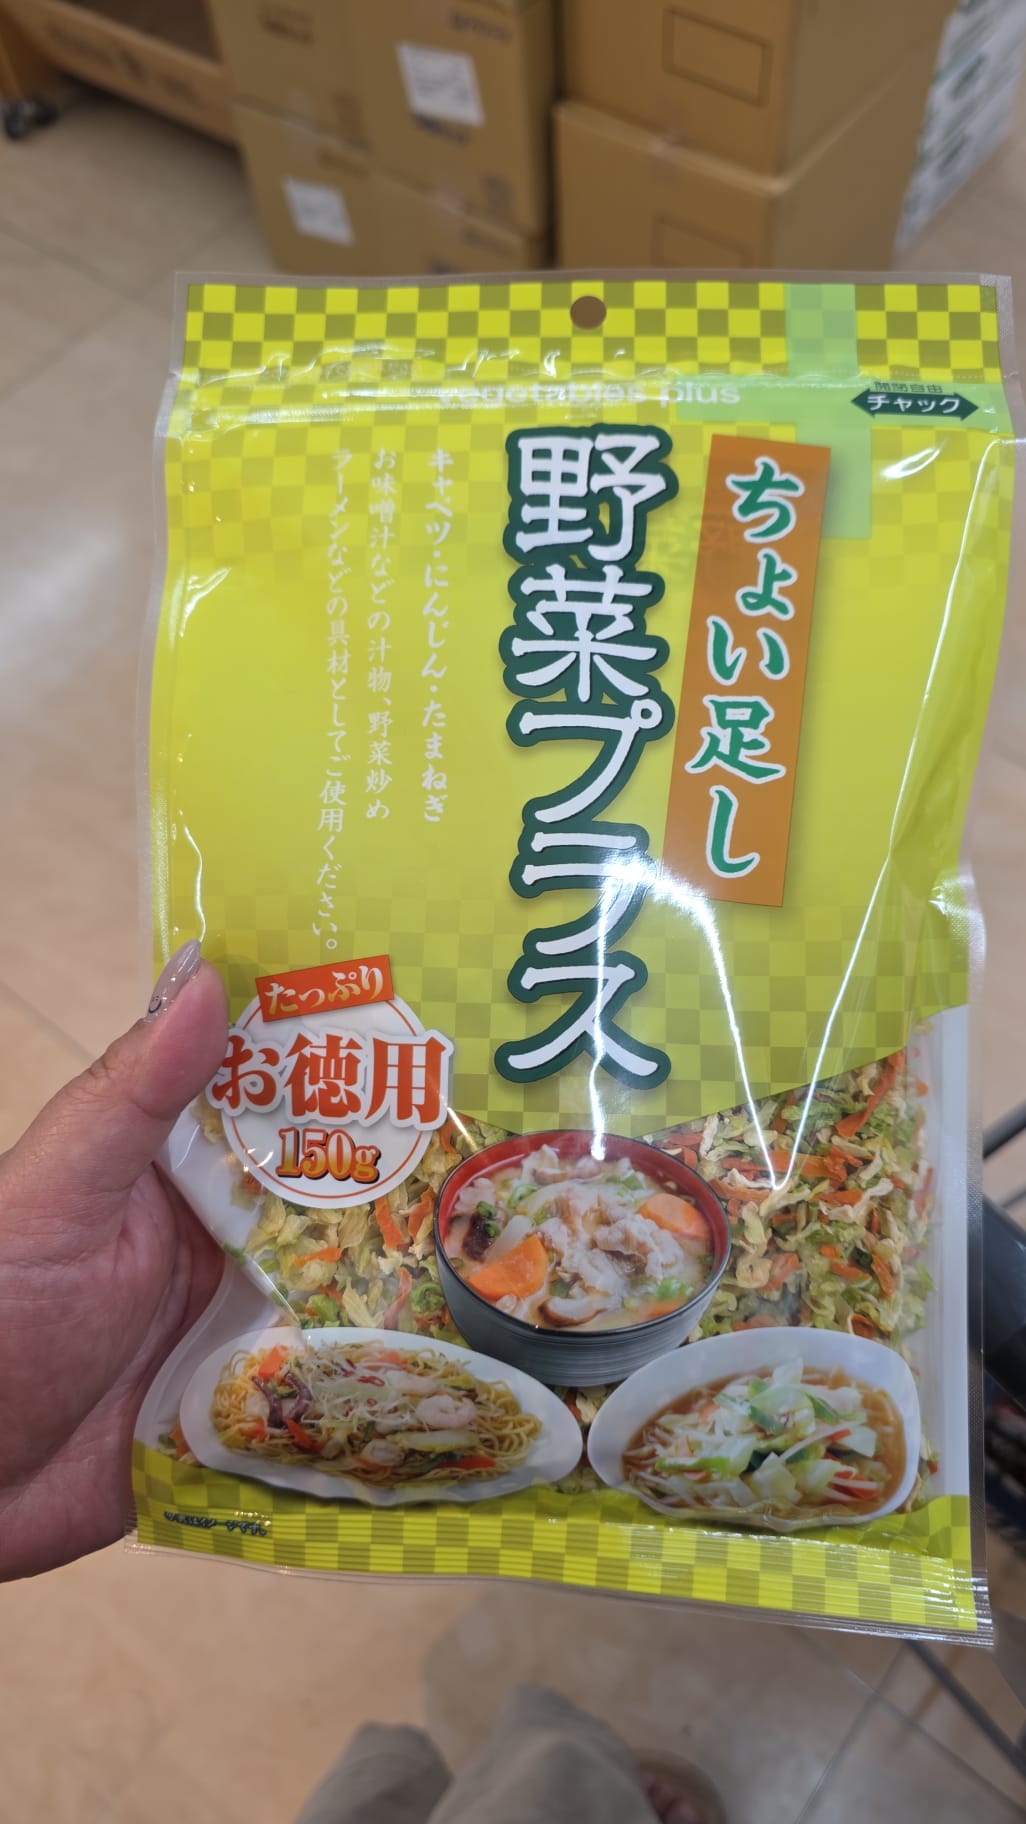 vegetables plus
開閉自由
チャック
ちょい足し
野菜プラス
キャベツ・にんじん・たまねぎ
お味噌汁などの汁物、野菜炒め
ラーメンなどの具材としてご使用ください。
たっぷり
お徳用
150g